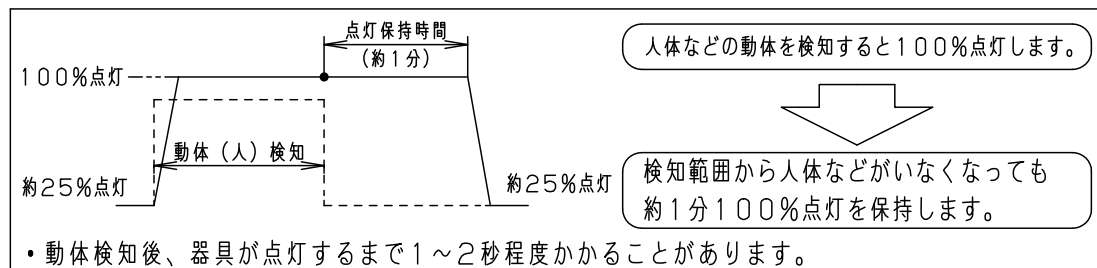 点灯保持時間
(約1分)
100%点灯
動体(人)検知
約25%点灯
約25%点灯
人体などの動体を検知すると100%点灯します。
検知範囲から人体などがいなくなっても
約1分100%点灯を保持します。
・動体検知後、器具が点灯するまで1~2秒程度かかることがあります。